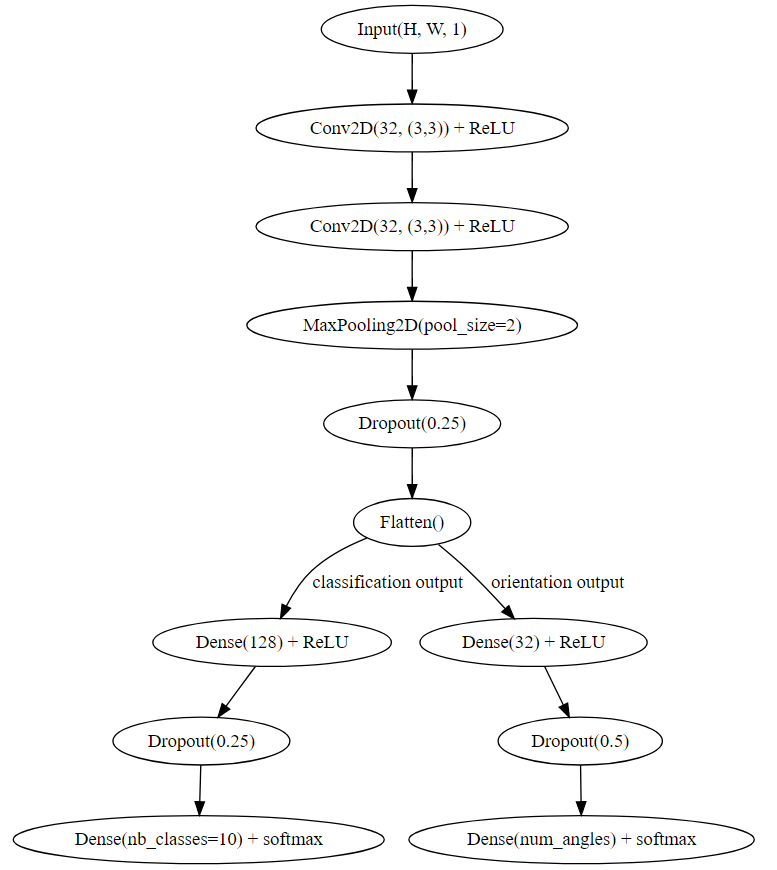 Input(H, W, 1)
Conv2D(32, (3,3)) + ReLU
Conv2D(32, (3,3)) + ReLU
MaxPooling2D(pool_size=2)
Dropout(0.25)
Flatten()
classification output
orientation output
Dense(128) + ReLU
Dense(32) + ReLU
Dropout(0.25)
Dropout(0.5)
Dense(nb_classes=10) + softmax
Dense(num_angles) + softmax